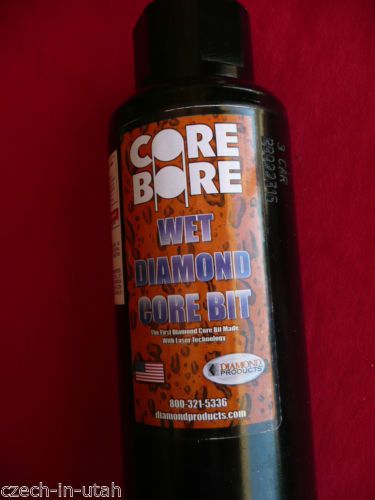 CORE
BORE
WET
DIAMOND
CORE BIT
The First Diamond Core Bit Made
With Laser Technology
DIAMOND
PRODUCTS
800-321-5336
diamondproducts.com
czech-in-utah